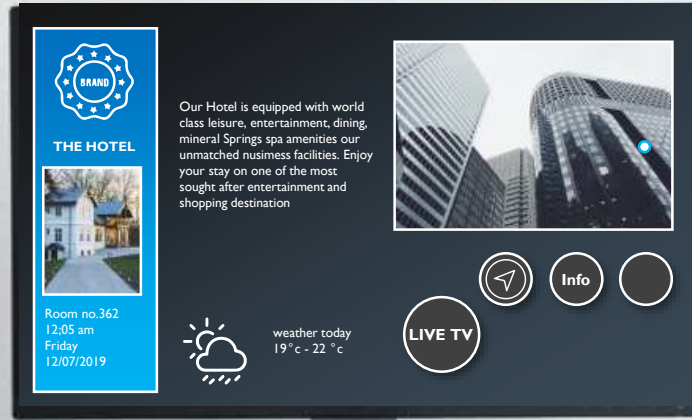 BRAND
THE HOTEL
Room no.362
12;05 am
Friday
12/07/2019
Our Hotel is equipped with world
class leisure, entertainment, dining,
mineral Springs spa amenities our
unmatched nusimess facilities. Enjoy
your stay on one of the most
sought after entertainment and
shopping destination
weather today
19°c - 22 °c
Info
LIVE TV